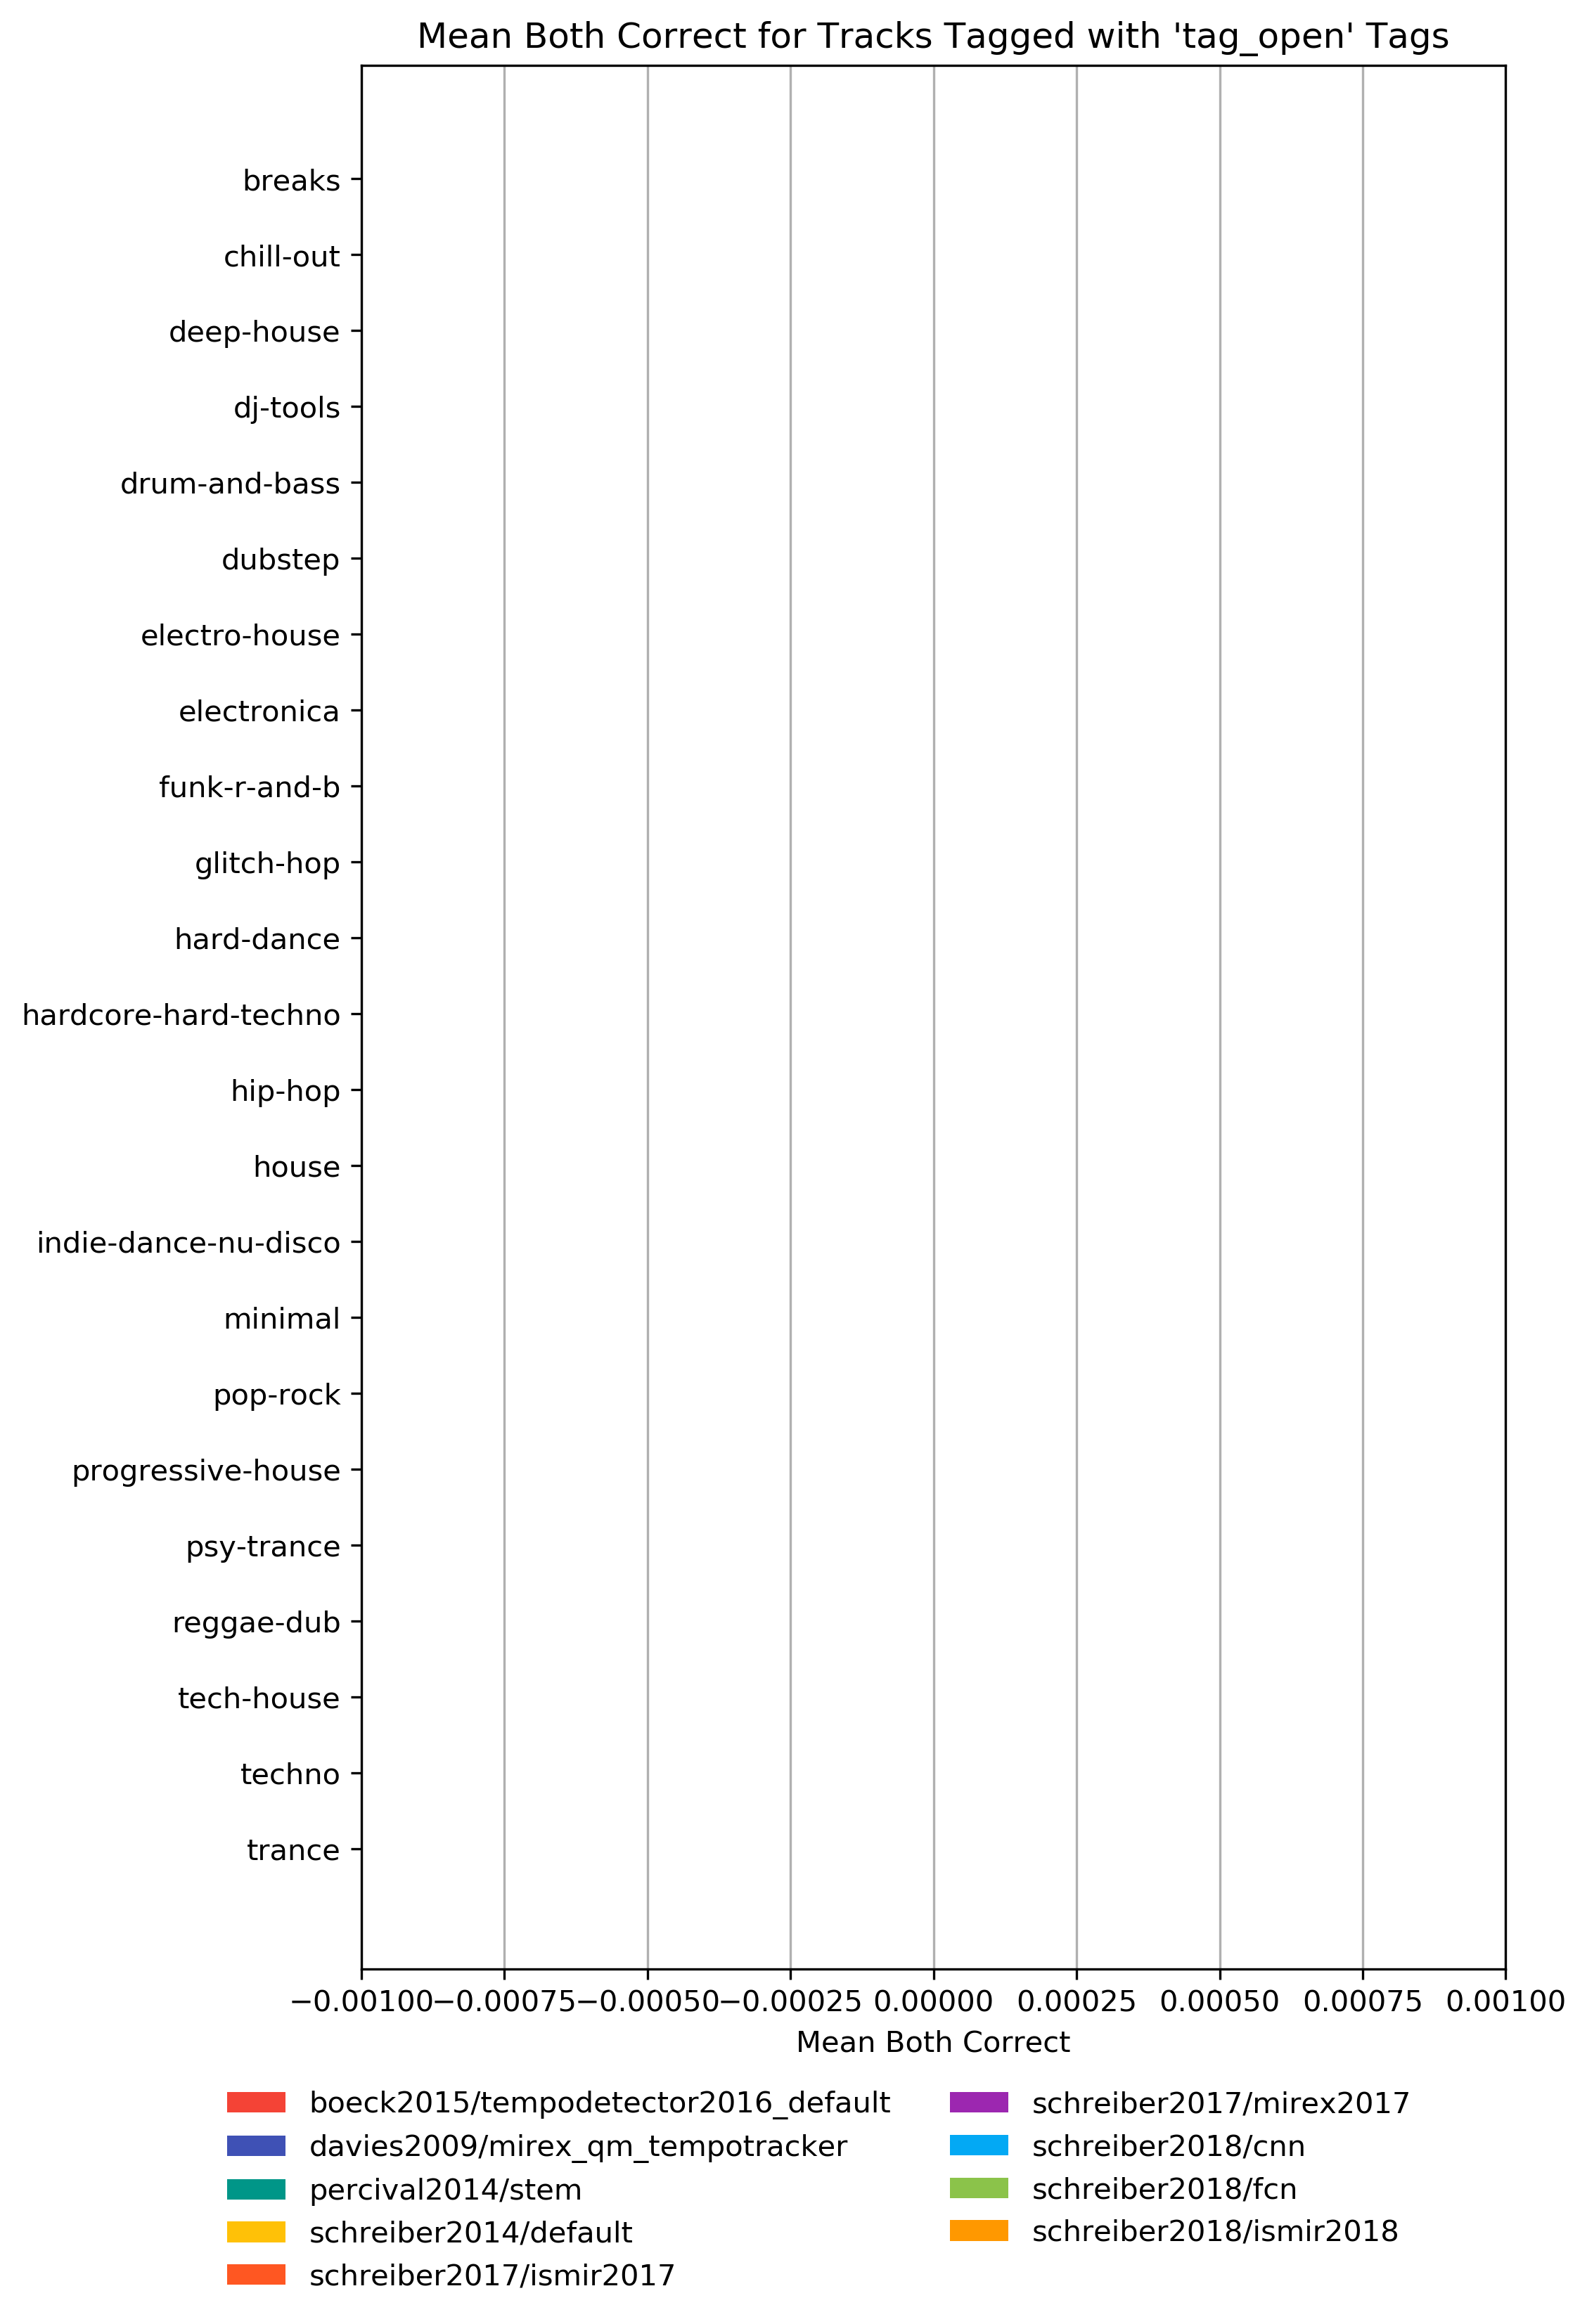 Mean Both Correct for Tracks Tagged with 'tag_open' Tags
breaks
chill-out
deep-house
dj-tools
drum-and-bass
dubstep
electro-house
electronica
funk-r-and-b
glitch-hop
hard-dance
hardcore-hard-techno
hip-hop
house
indie-dance-nu-disco
minimal
pop-rock
progressive-house
psy-trance
reggae-dub
tech-house
techno
trance
−0.00100 −0.00075 −0.00050 −0.00025 0.00000 0.00025 0.00050 0.00075 0.00100
Mean Both Correct
boeck2015/tempodetector2016_default
davies2009/mirex_qm_tempotracker
percival2014/stem
schreiber2014/default
schreiber2017/ismir2017
schreiber2017/mirex2017
schreiber2018/cnn
schreiber2018/fcn
schreiber2018/ismir2018